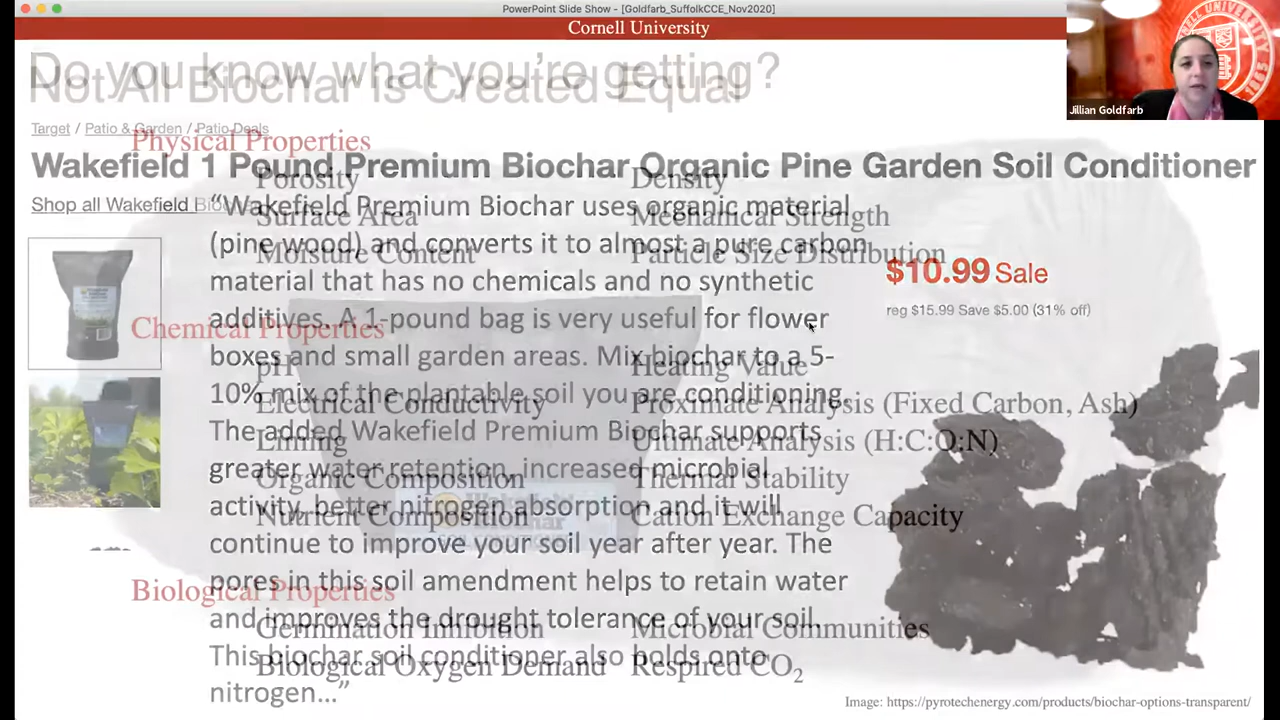 PowerPoint Slide Show - [Goldfarb_SuffolkCCE_Nov2020]
Cornell University
Do you know what you're getting?
Not All Biochar Is Created Equal
Jillian Goldfarb
Target / Patio & Garden / Patio Deals
Physical Properties
Wakefield 1 Pound Premium Biochar Organic Pine Garden Soil Conditioner
Porosity Density
Shop all Wakefield
“Wakefield Premium Biochar uses organic material
Surface Area Mechanical Strength
(pine wood) and converts it to almost a pure carbon
Moisture Content Particle Size Distribution
$10.99 Sale
material that has no chemicals and no synthetic
reg $15.99 Save $5.00 (31% off)
additives. A 1-pound bag is very useful for flower
Chemical Properties
boxes and small garden areas. Mix biochar to a 5-
pH Heating Value
10% mix of the plantable soil you are conditioning.
Electrical Conductivity Proximate Analysis (Fixed Carbon, Ash)
The added Wakefield Premium Biochar supports
Liming Ultimate Analysis (H:C:O:N)
greater water retention, increased microbial
Organic Composition Thermal Stability
activity, better nitrogen absorption and it will
Nutrient Composition Cation Exchange Capacity
Wakefield
Biochar
continue to improve your soil year after year. The
pores in this soil amendment helps to retain water
Biological Properties
and improves the drought tolerance of your soil.
Germination Inhibition Microbial Communities
This biochar soil conditioner also holds onto
Biological Oxygen Demand Respired CO₂
nitrogen…”
Image: https://pyrotechenergy.com/products/biochar-options-transparent/